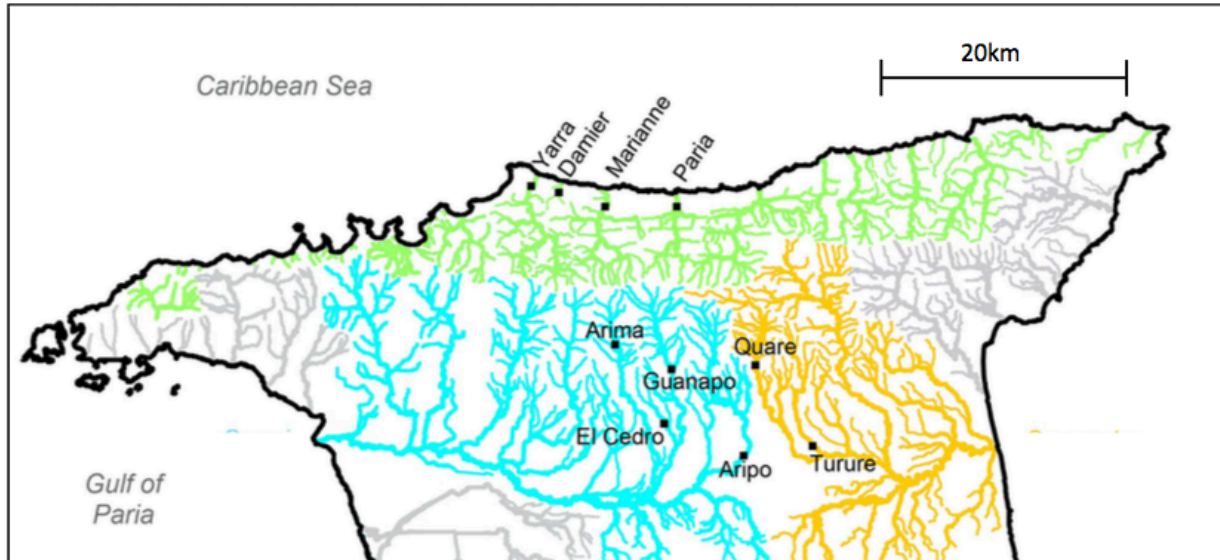 20km
Caribbean Sea
Yarra
Damier
Marianne
Paria
Arima
Quare
Guanapo
El Cedro
Aripo
Turure
Gulf of
Paria